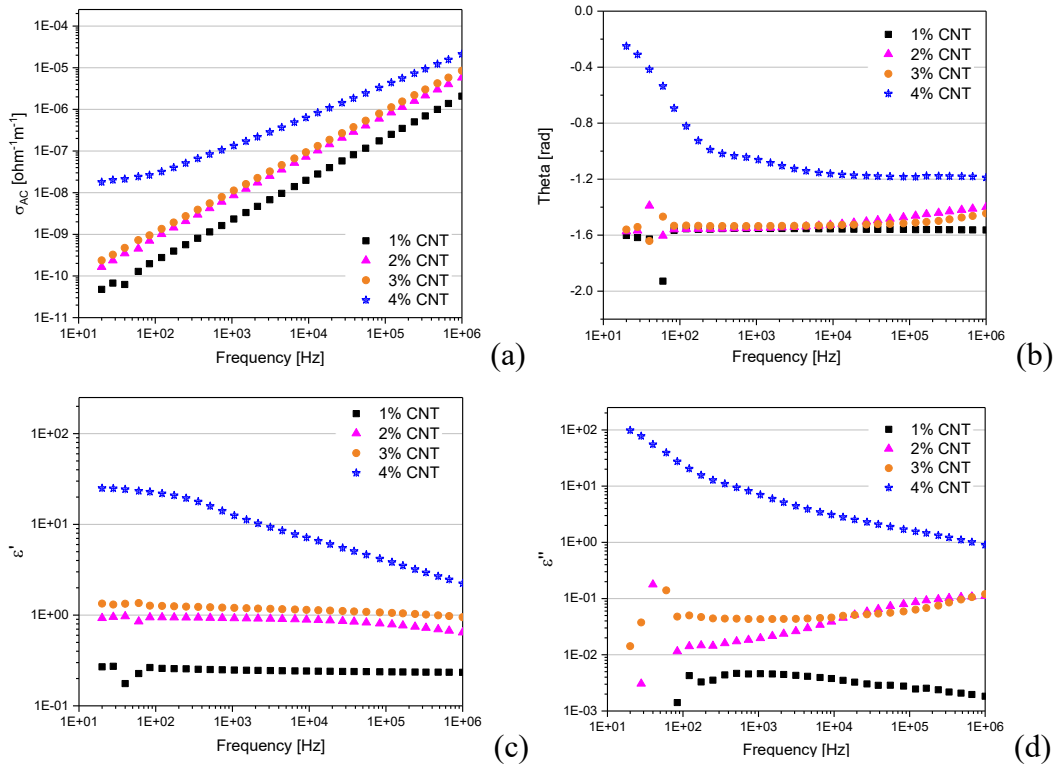 1E-04
1E-05
1E-06
1E-07
1E-08
1E-09
1E-10
1E-11
σAC [ohm-1m-1]
1E+01 1E+02 1E+03 1E+04 1E+05 1E+06
Frequency [Hz]
1% CNT
2% CNT
3% CNT
4% CNT
(a)
0.0
-0.4
-0.8
-1.2
-1.6
-2.0
Theta [rad]
1E+01 1E+02 1E+03 1E+04 1E+05 1E+06
Frequency [Hz]
1% CNT
2% CNT
3% CNT
4% CNT
(b)
1E+02
1E+01
1E+00
1E-01
ε'
1E+01 1E+02 1E+03 1E+04 1E+05 1E+06
Frequency [Hz]
1% CNT
2% CNT
3% CNT
4% CNT
(c)
1E+02
1E+01
1E+00
1E-01
1E-02
1E-03
ε"
1E+01 1E+02 1E+03 1E+04 1E+05 1E+06
Frequency [Hz]
1% CNT
2% CNT
3% CNT
4% CNT
(d)